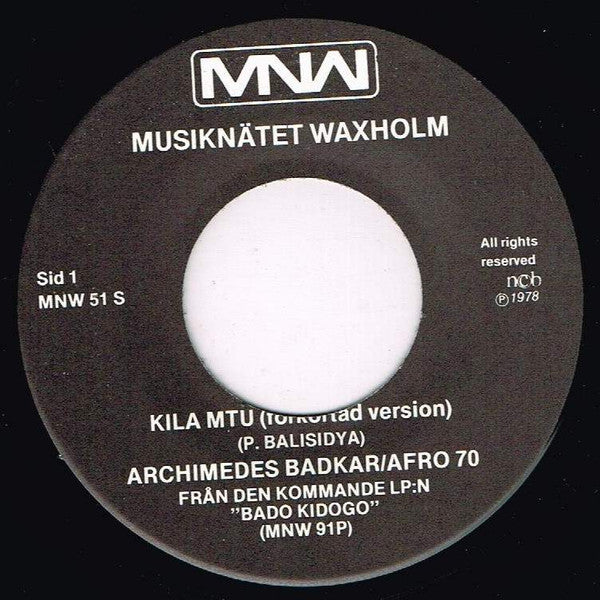 MNW
MUSIKNÄTET WAXHOLM
Sid 1
MNW 51 S
All rights
reserved
ncb
Ⓟ1978
KILA MTU (förkortad version)
(P. BALISIDYA)
ARCHIMEDES BADKAR/AFRO 70
FRÅN DEN KOMMANDE LP:N
"BADO KIDOGO"
(MNW 91P)